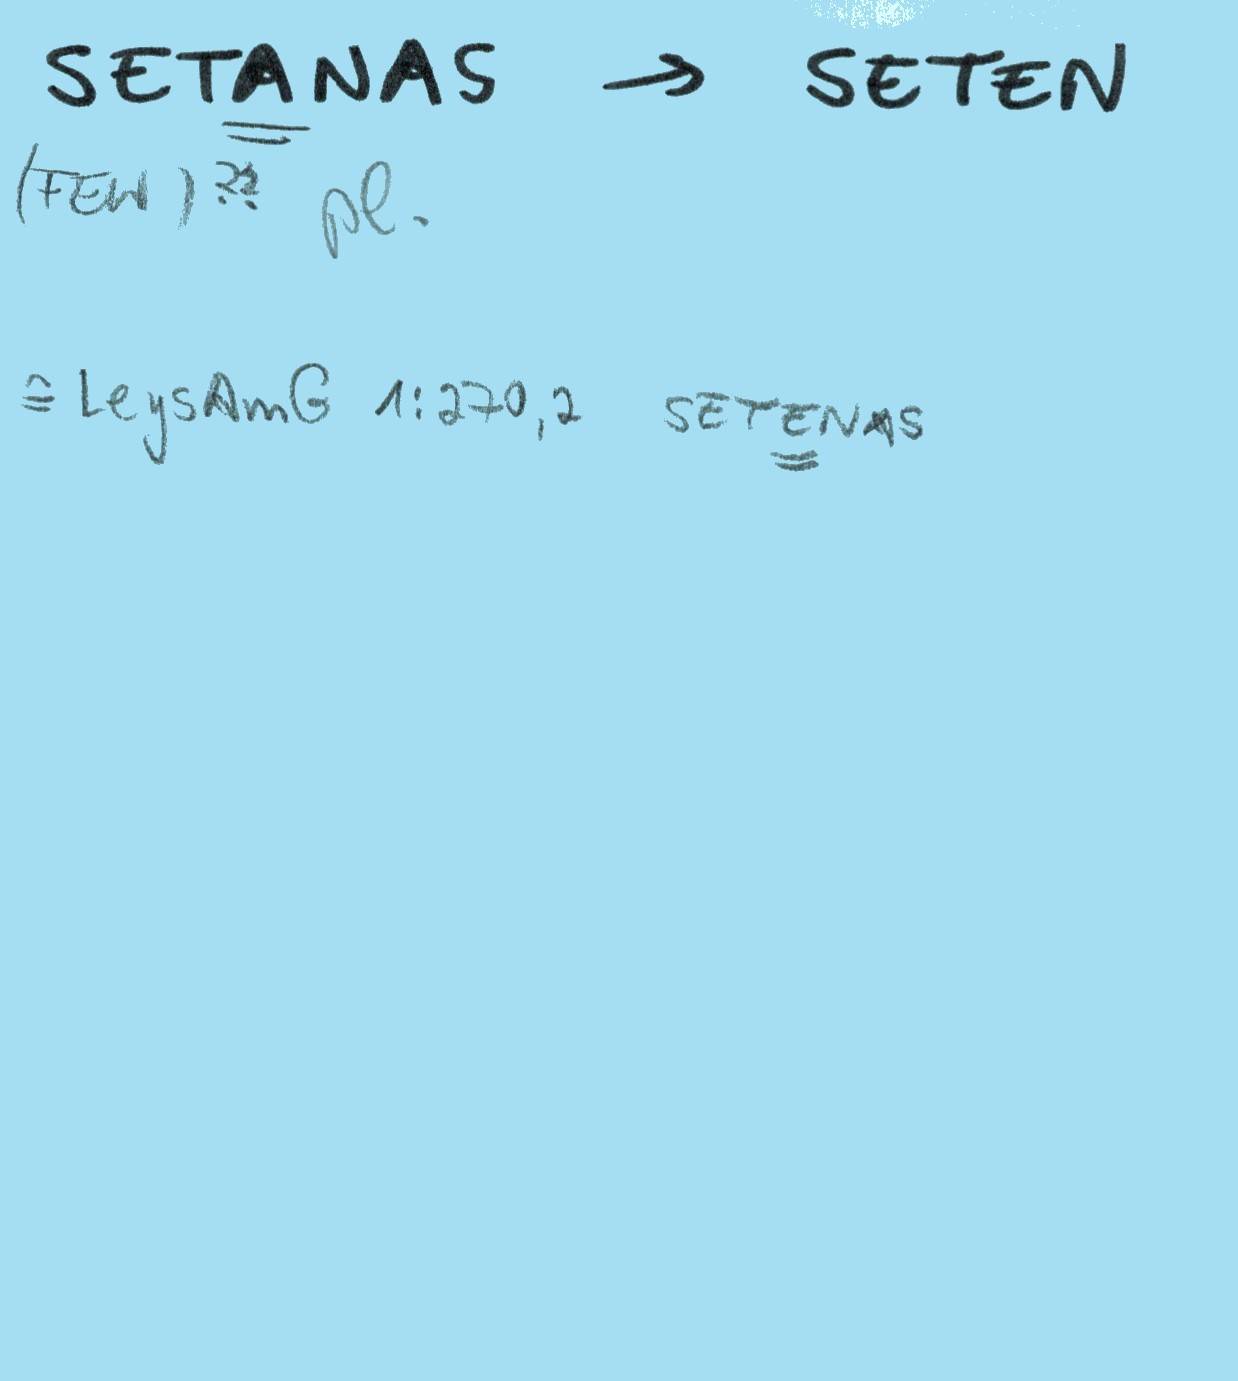 SETANAS → SETEN
(FEW) ?? pl.
≙ LeysAmG 1:270,2 SETENAS